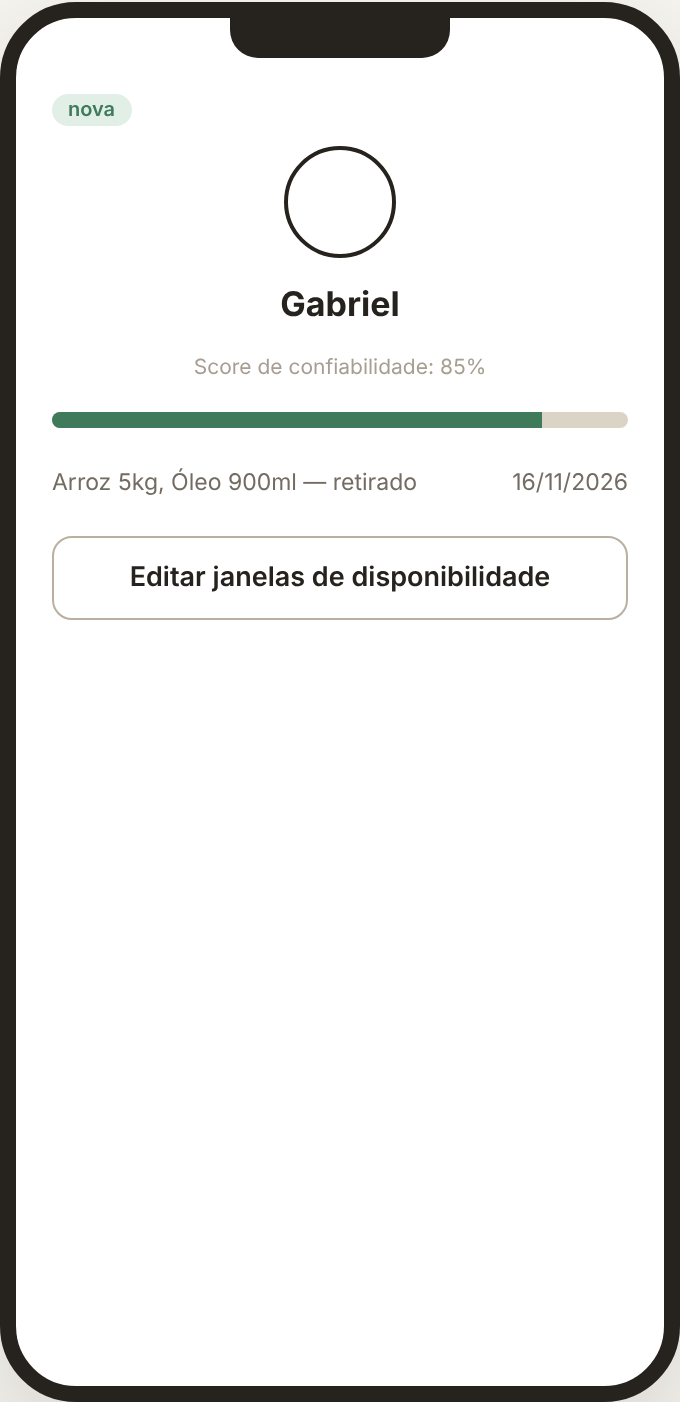 nova
Gabriel
Score de confiabilidade: 85%
Arroz 5kg, Óleo 900ml — retirado 16/11/2026
Editar janelas de disponibilidade